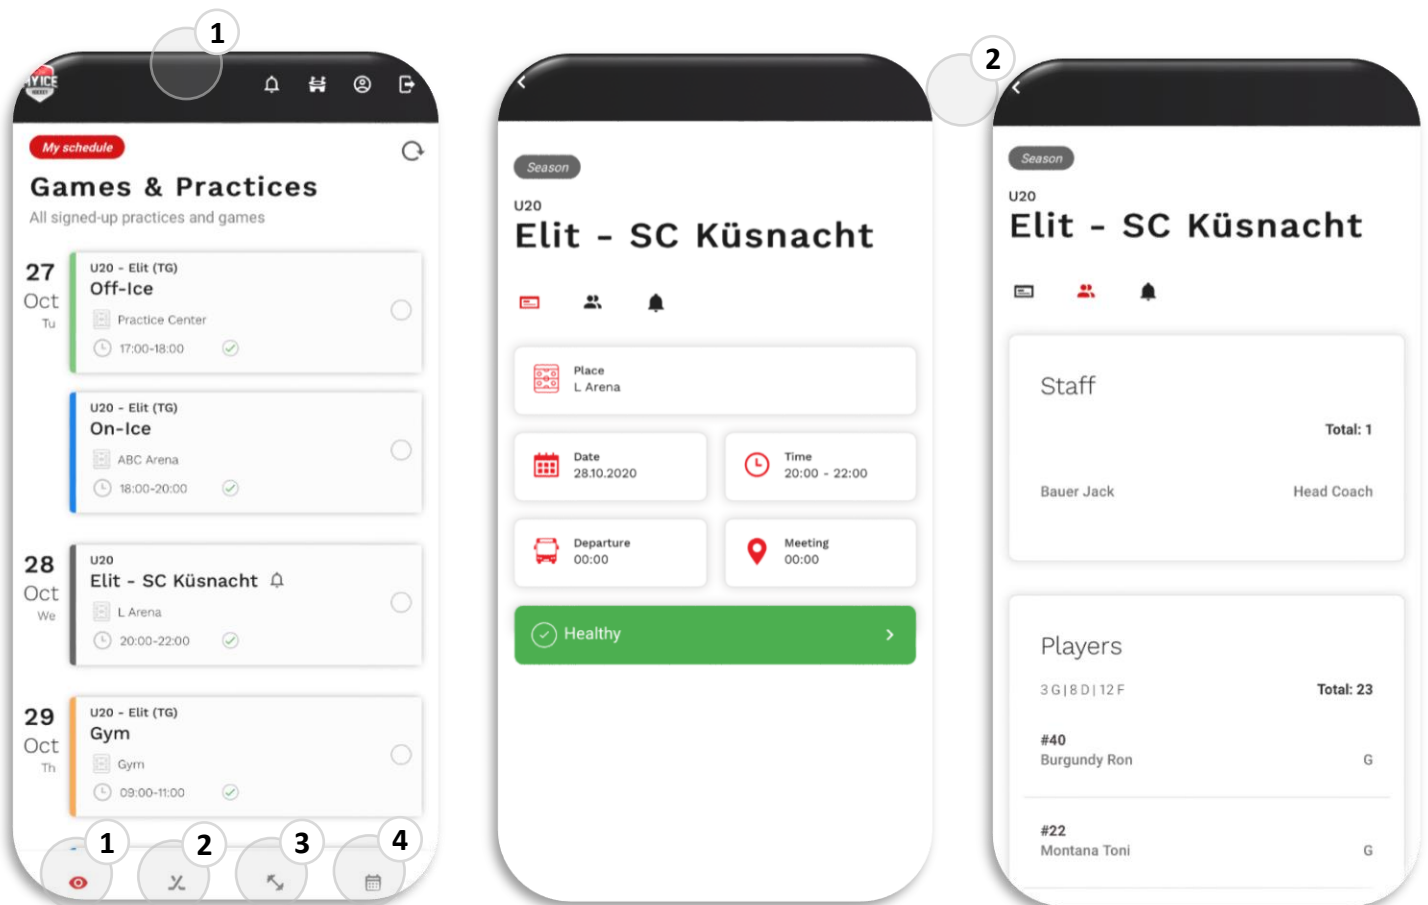 1
YICE
HOCKEY
My schedule
Games & Practices
All signed-up practices and games
27
Oct
Tu
U20 - Elit (TG)
Off-Ice
Practice Center
17:00-18:00
U20 - Elit (TG)
On-Ice
ABC Arena
18:00-20:00
28
Oct
We
U20
Elit - SC Küsnacht
L Arena
20:00-22:00
29
Oct
Th
U20 - Elit (TG)
Gym
Gym
09:00-11:00
1
2
3
4
Season
U20
Elit - SC Küsnacht
Place
L Arena
Date
28.10.2020
Time
20:00 - 22:00
Departure
00:00
Meeting
00:00
Healthy
2
Season
U20
Elit - SC Küsnacht
Staff
Total: 1
Bauer Jack
Head Coach
Players
3 G | 8 D | 12 F
Total: 23
#40
Burgundy Ron
G
#22
Montana Toni
G